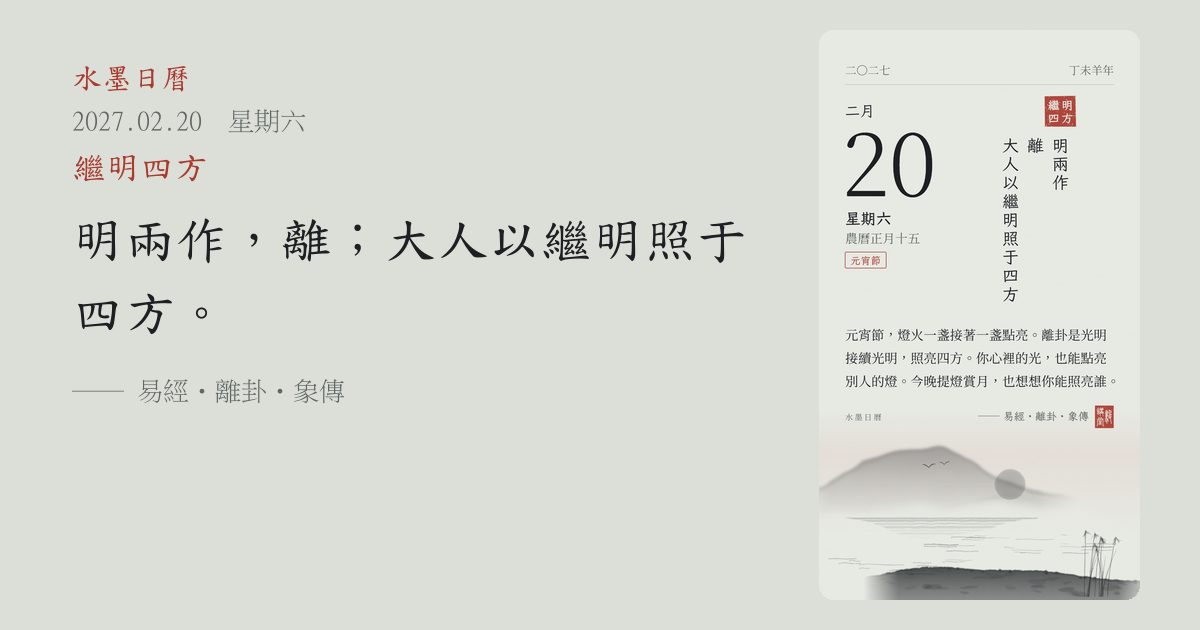 水墨日曆
2027.02.20 星期六
繼明四方
明兩作，離；大人以繼明照于
四方。
—— 易經・離卦・象傳
二〇二七
丁未羊年
二月
20
星期六
農曆正月十五
元宵節
明繼
方四
明兩作
離
大人以繼明照于四方
元宵節，燈火一盞接著一盞點亮。離卦是光明
接續光明，照亮四方。你心裡的光，也能點亮
別人的燈。今晚提燈賞月，也想想你能照亮誰。
水墨日曆
—— 易經・離卦・象傳